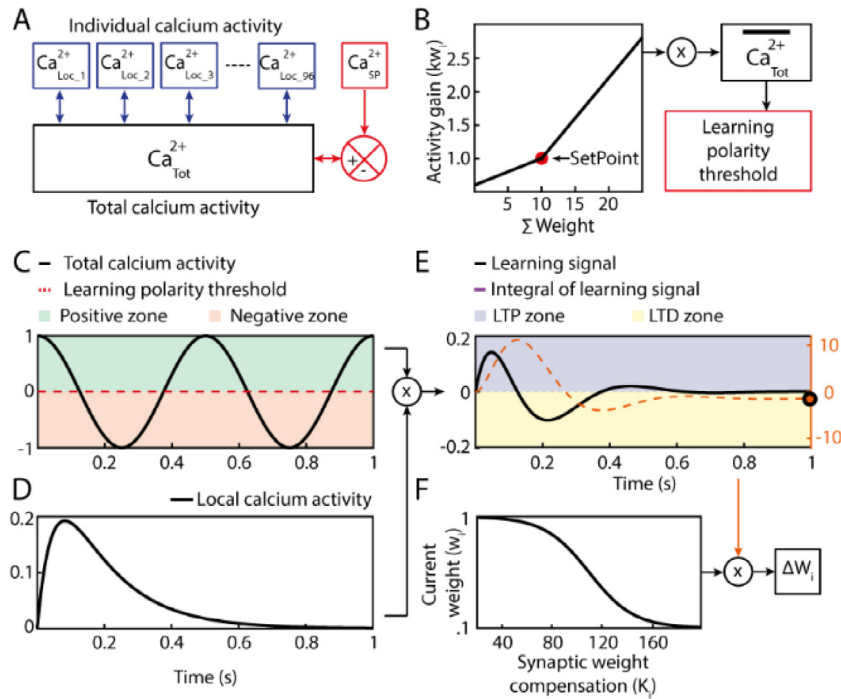 A
Individual calcium activity
Ca2+Loc_1
Ca2+Loc_2
Ca2+Loc_3
Ca2+Loc_96
Ca2+SP
Ca2+Tot
+
-
Total calcium activity
B
Activity gain (kwi)
2.5
2.0
1.5
1.0
SetPoint
5 10 15 20
Σ Weight
x
Ca2+Tot
Learning
polarity
threshold
C
Total calcium activity
Learning polarity threshold
Positive zone Negative zone
1
0
-1
0.2 0.4 0.6 0.8 1
x
D
Local calcium activity
0.2
0.1
0
0.2 0.4 0.6 0.8 1
Time (s)
E
Learning signal
Integral of learning signal
LTP zone LTD zone
0.2 10
0.0 0
-0.2 -10
0.2 0.4 0.6 0.8 1
Time (s)
F
Current
weight (wi)
1
.1
40 80 120 160
Synaptic weight
compensation (Ki)
x
ΔWi